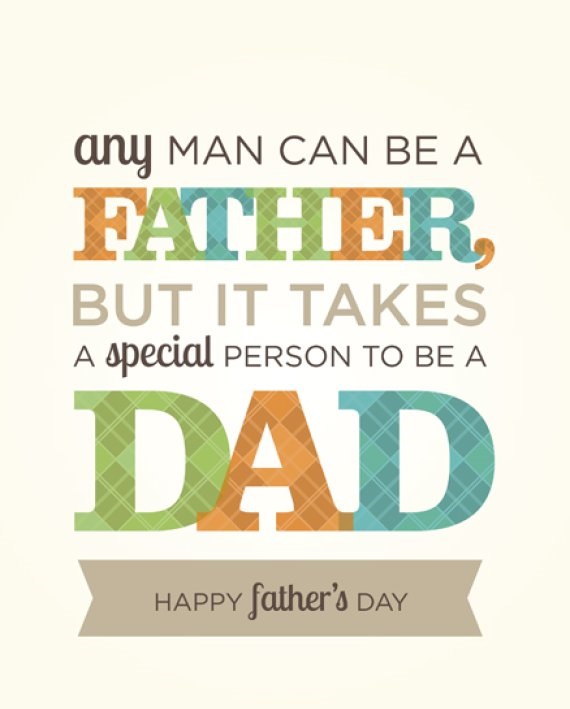 any MAN CAN BE A
FATHER,
BUT IT TAKES
A special PERSON TO BE A
DAD
HAPPY father's DAY